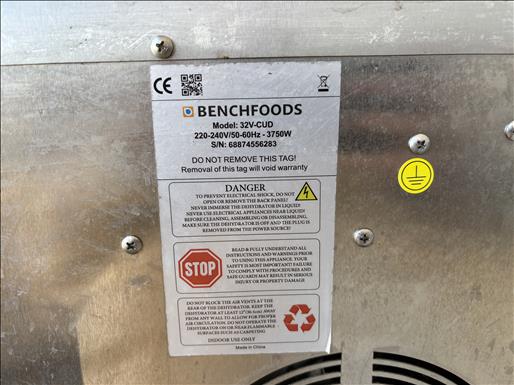 CE
BENCHFOODS
Model: 32V-CUD
220-240V/50-60Hz - 3750W
S/N: 68874556283
DO NOT REMOVE THIS TAG!
Removal of this tag will void warranty
DANGER
TO PREVENT ELECTRICAL SHOCK, DO NOT
OPEN OR REMOVE THE BACK PANEL!
NEVER IMMERSE THE DEHYDRATOR IN LIQUID!
NEVER USE ELECTRICAL APPLIANCES NEAR LIQUID!
BEFORE CLEANING, ASSEMBLING OR DISASSEMBLING,
MAKE SURE THE DEHYDRATOR IS OFF AND THE PLUG IS
REMOVED FROM THE POWER SOURCE!
STOP
READ & FULLY UNDERSTAND ALL
INSTRUCTIONS AND WARNINGS PRIOR
TO USING THIS APPLIANCE. YOUR
SAFETY IS MOST IMPORTANT! FAILURE
TO COMPLY WITH PROCEDURES AND
SAFE GUARDS MAY RESULT IN SERIOUS
INJURY OR PROPERTY DAMAGE
DO NOT BLOCK THE AIR VENTS AT THE
REAR OF THE DEHYDRATOR. KEEP THE
DEHYDRATOR AT LEAST 12"(30.5cm) AWAY
FROM ANY WALL TO ALLOW FOR PROPER
AIR CIRCULATION. DO NOT OPERATE THE
DEHYDRATOR ON OR NEAR FLAMMABLE
SURFACES SUCH AS CARPETING
INDOOR USE ONLY
Made in China